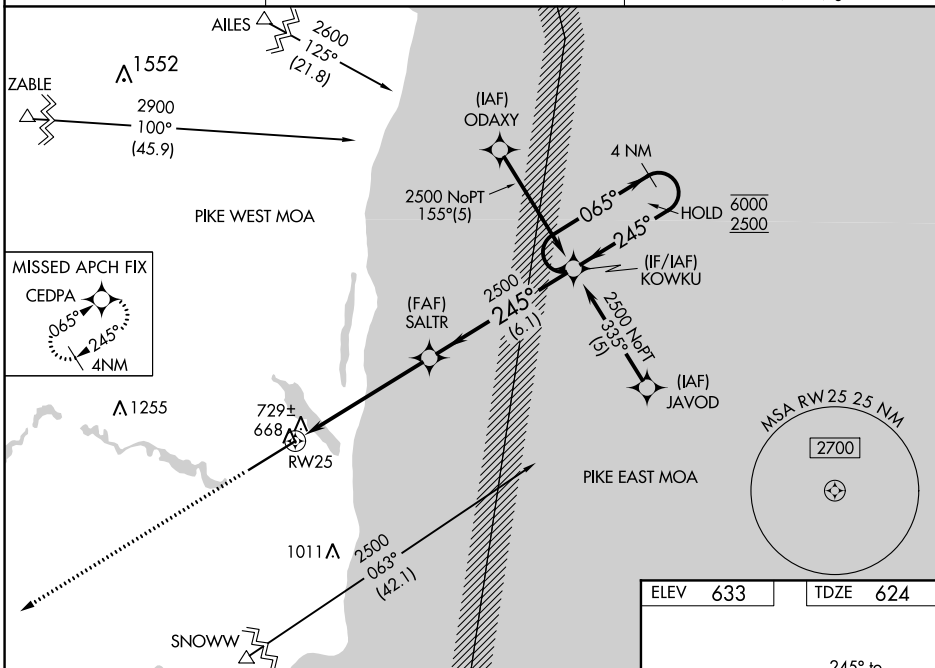 AILES
2600
125°
(21.8)
1552
ZABLE
2900
100°
(45.9)
(IAF)
ODAXY
4 NM
2500 NoPT
155°(5)
065°
HOLD
6000
2500
245°
PIKE WEST MOA
(IF/IAF)
KOWKU
MISSED APCH FIX
CEDPA
065°
245°
4NM
2500
245°
(6.1)
(FAF)
SALTR
2500 NoPT
335°
(5)
(IAF)
JAVOD
1255
729±
668
RW25
MSA RW25 25 NM
2700
PIKE EAST MOA
1011
2500
063°
(42.1)
SNOWW
ELEV 633
TDZE 624
245° to